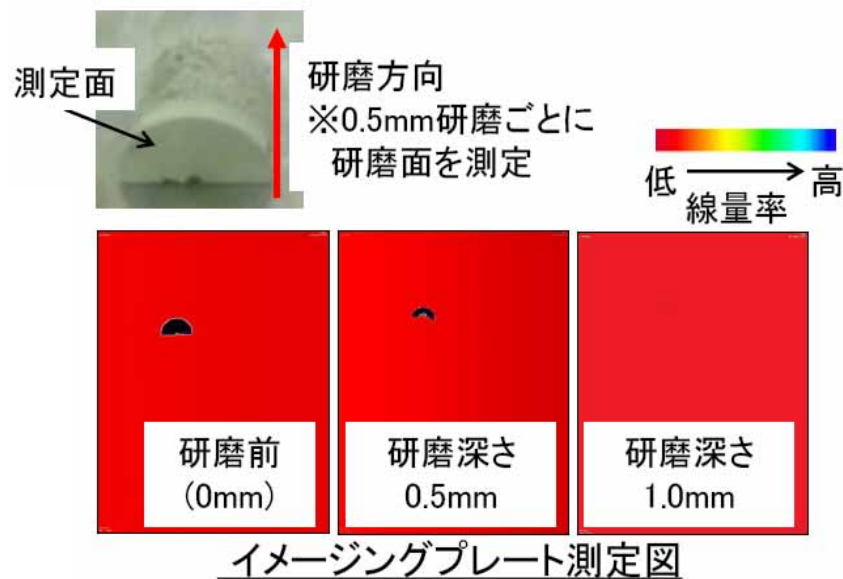 測定面
研磨方向
※0.5mm研磨ごとに
研磨面を測定
低
高
線量率
研磨前
(0mm)
研磨深さ
0.5mm
研磨深さ
1.0mm
イメージングプレート測定図